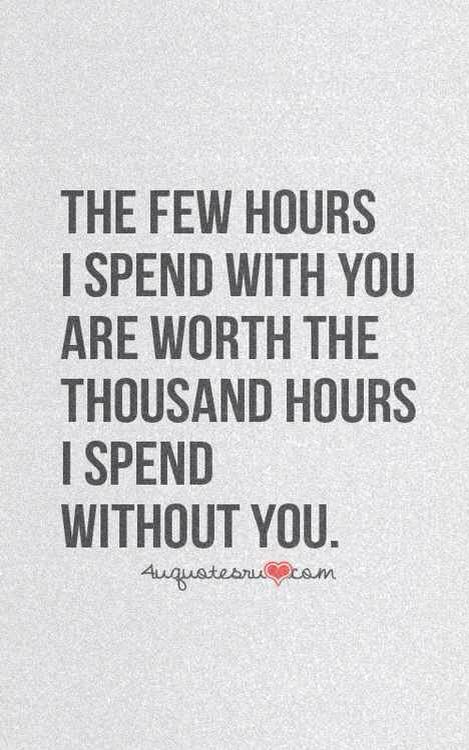 THE FEW HOURS
I SPEND WITH YOU
ARE WORTH THE
THOUSAND HOURS
I SPEND
WITHOUT YOU.
4uquotesru❤com